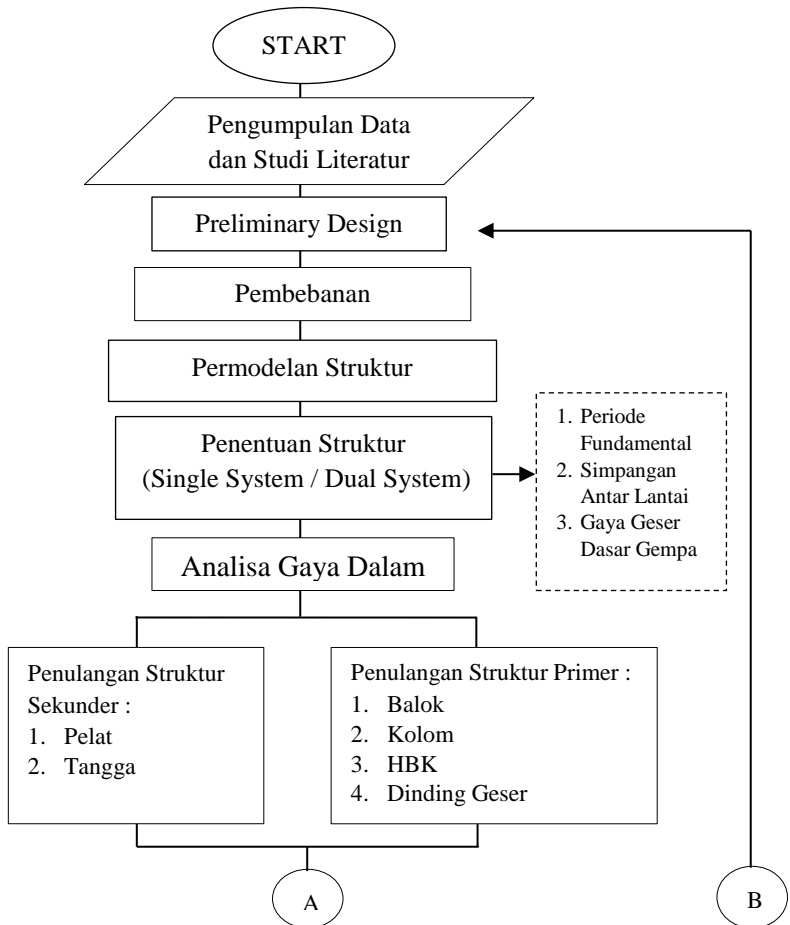 START
Pengumpulan Data
dan Studi Literatur
Preliminary Design
Pembebanan
Permodelan Struktur
Penentuan Struktur
(Single System / Dual System)
1. Periode
Fundamental
2. Simpangan
Antar Lantai
3. Gaya Geser
Dasar Gempa
Analisa Gaya Dalam
Penulangan Struktur
Sekunder :
1. Pelat
2. Tangga
Penulangan Struktur Primer :
1. Balok
2. Kolom
3. HBK
4. Dinding Geser
A
B